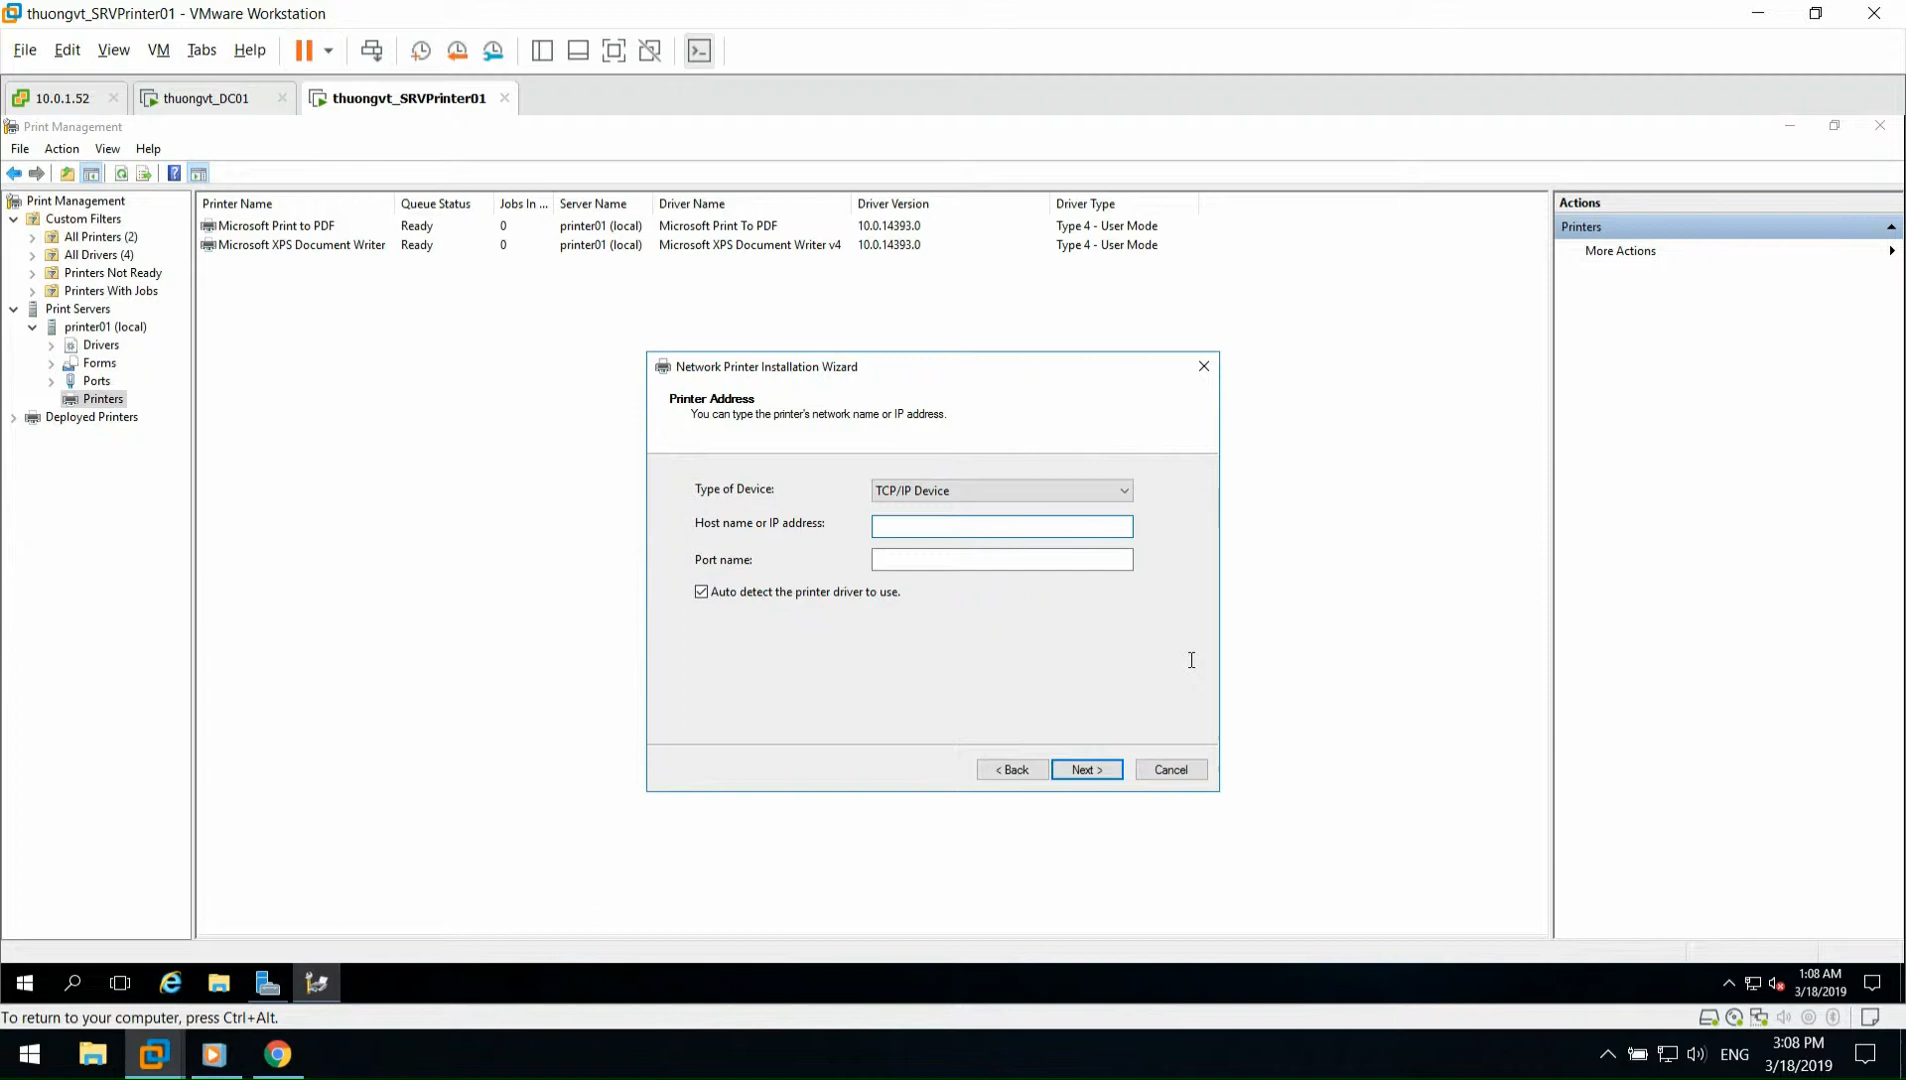 thuongvt_SRVPrinter01 - VMware Workstation
File Edit View VM Tabs Help
10.0.1.52 thuongvt_DC01 thuongvt_SRVPrinter01
Print Management
File Action View Help
Print Management
Custom Filters
All Printers (2)
All Drivers (4)
Printers Not Ready
Printers With Jobs
Print Servers
printer01 (local)
Drivers
Forms
Ports
Printers
Deployed Printers
Printer Name Queue Status Jobs In ... Server Name Driver Name Driver Version Driver Type
Microsoft Print to PDF Ready 0 printer01 (local) Microsoft Print To PDF 10.0.14393.0 Type 4 - User Mode
Microsoft XPS Document Writer Ready 0 printer01 (local) Microsoft XPS Document Writer v4 10.0.14393.0 Type 4 - User Mode
Actions
Printers
More Actions
Network Printer Installation Wizard
Printer Address
You can type the printer's network name or IP address.
Type of Device: TCP/IP Device
Host name or IP address:
Port name:
Auto detect the printer driver to use.
< Back Next > Cancel
1:08 AM
3/18/2019
To return to your computer, press Ctrl+Alt.
ENG
3:08 PM
3/18/2019